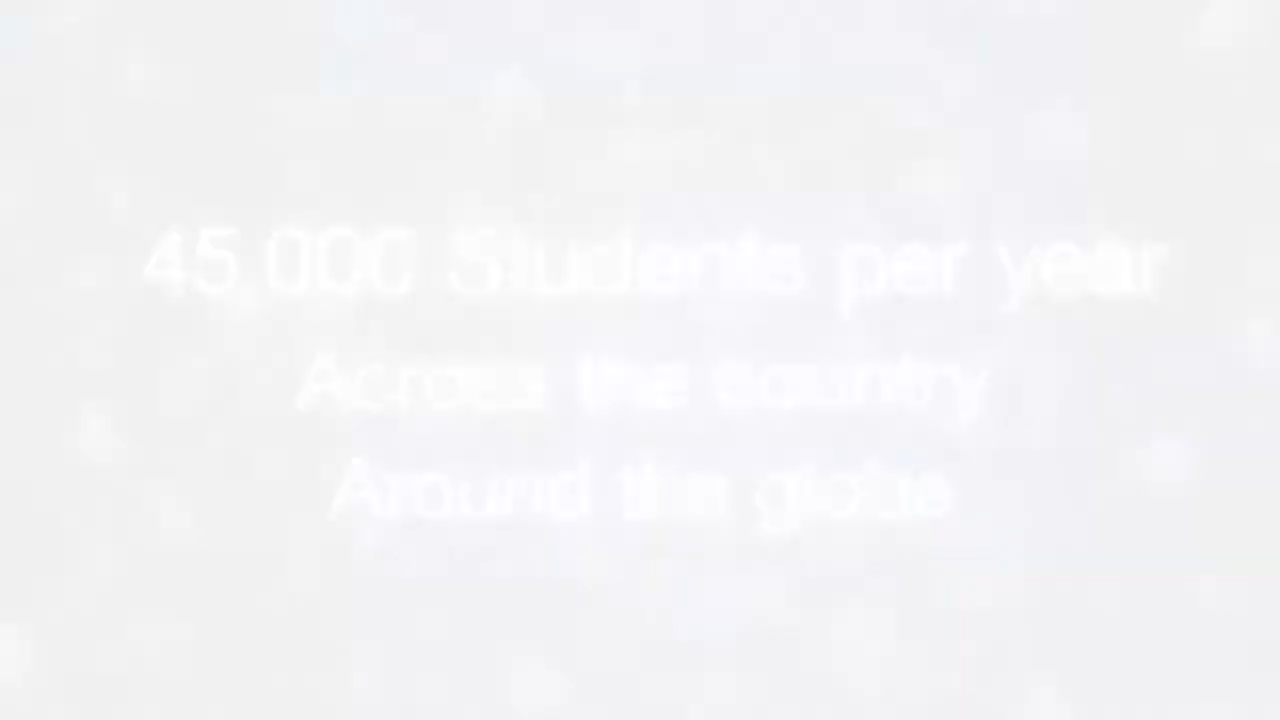 45,000 Students per year
Across the country
Around the globe